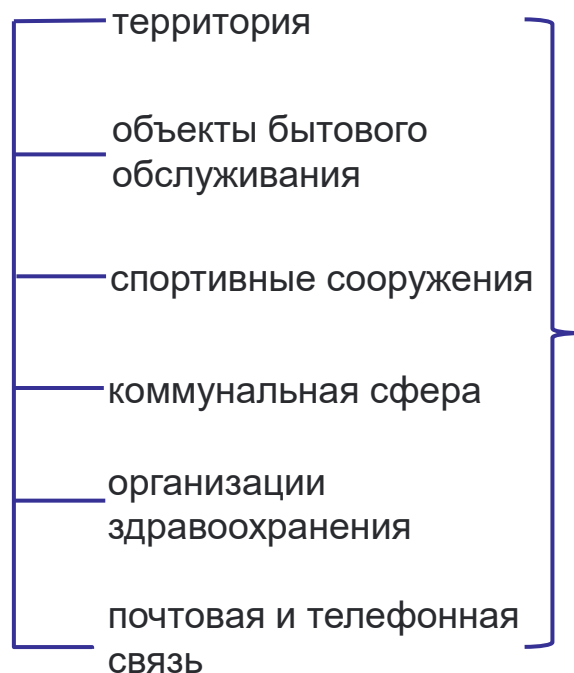 территория
объекты бытового
обслуживания
спортивные сооружения
коммунальная сфера
организации
здравоохранения
почтовая и телефонная
связь